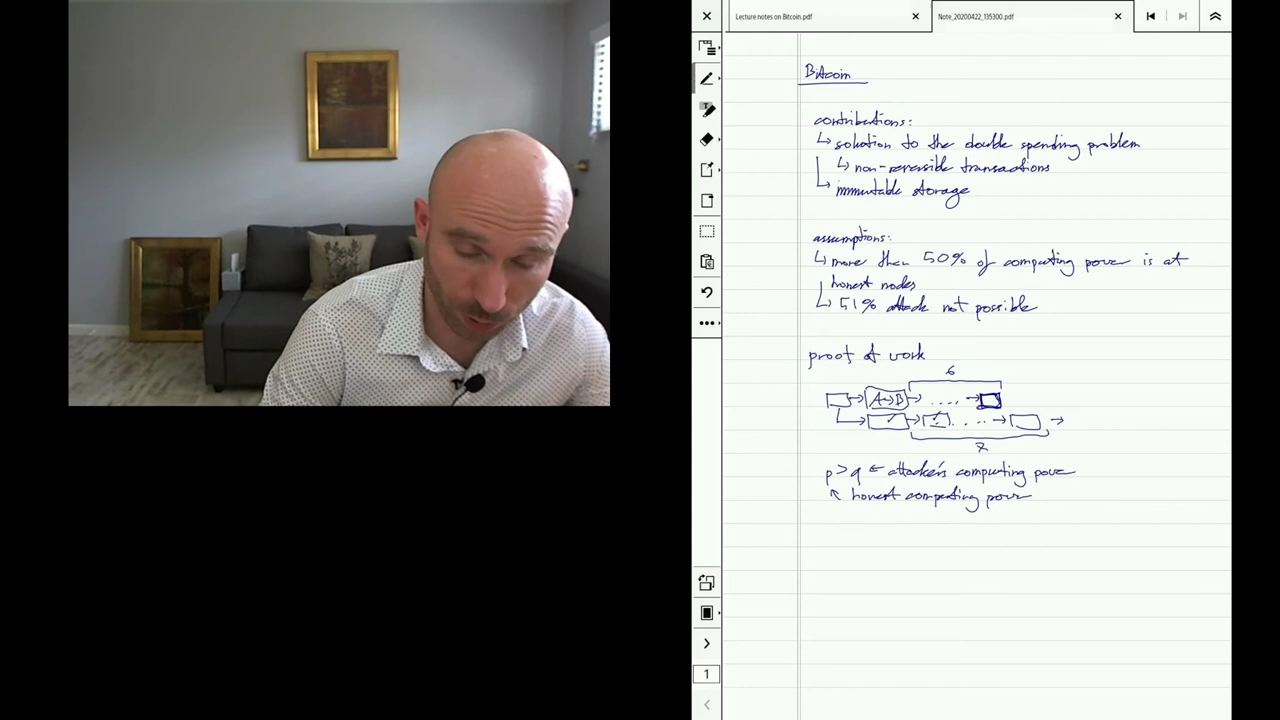 Lecture notes on Bitcoin.pdf
Note_20200422_135300.pdf
Bitcoin
contributions:
↳ solution to the double spending problem
↳ non-reversible transactions
↳ immutable storage
assumptions:
↳ more than 50% of computing power is at
honest nodes
↳ 51% attack not possible
proof of work
6
A→B
7
p > q ← attacker's computing power
↖ honest computing power
1